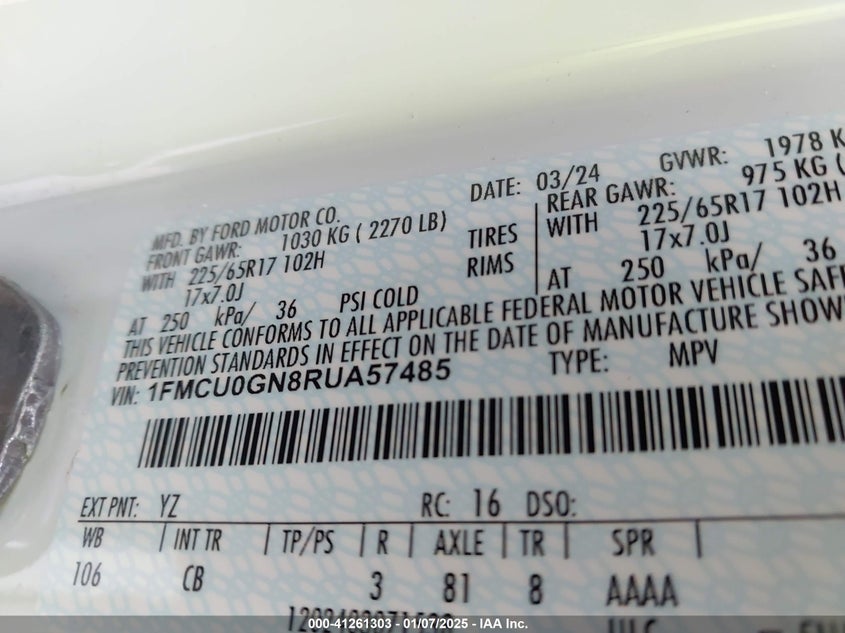 MFD. BY FORD MOTOR CO.
DATE: 03/24 GVWR: 1978 K
FRONT GAWR: 1030 KG ( 2270 LB) REAR GAWR: 975 KG (
WITH 225/65R17 102H TIRES WITH 225/65R17 102H
17x7.0J RIMS 17x7.0J
AT 250 kPa/ 36 PSI COLD AT 250 kPa/ 36
THIS VEHICLE CONFORMS TO ALL APPLICABLE FEDERAL MOTOR VEHICLE SAFE
PREVENTION STANDARDS IN EFFECT ON THE DATE OF MANUFACTURE SHOW
VIN: 1FMCU0GN8RUA57485 TYPE: MPV
EXT PNT: YZ RC: 16 DSO:
WB INT TR TP/PS R AXLE TR SPR
106 CB 3 81 8 AAAA
000-41261303 - 01/07/2025 - IAA Inc.